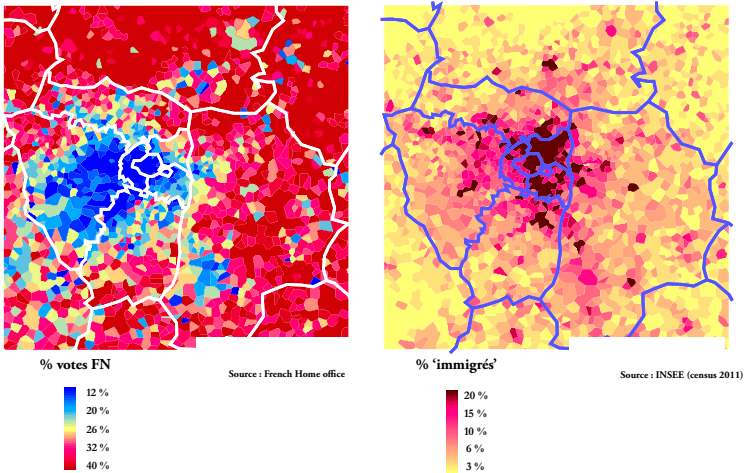 % votes FN
Source : French Home office
12 %
20 %
26 %
32 %
40 %
% ‘immigrés’
Source : INSEE (census 2011)
20 %
15 %
10 %
6 %
3 %